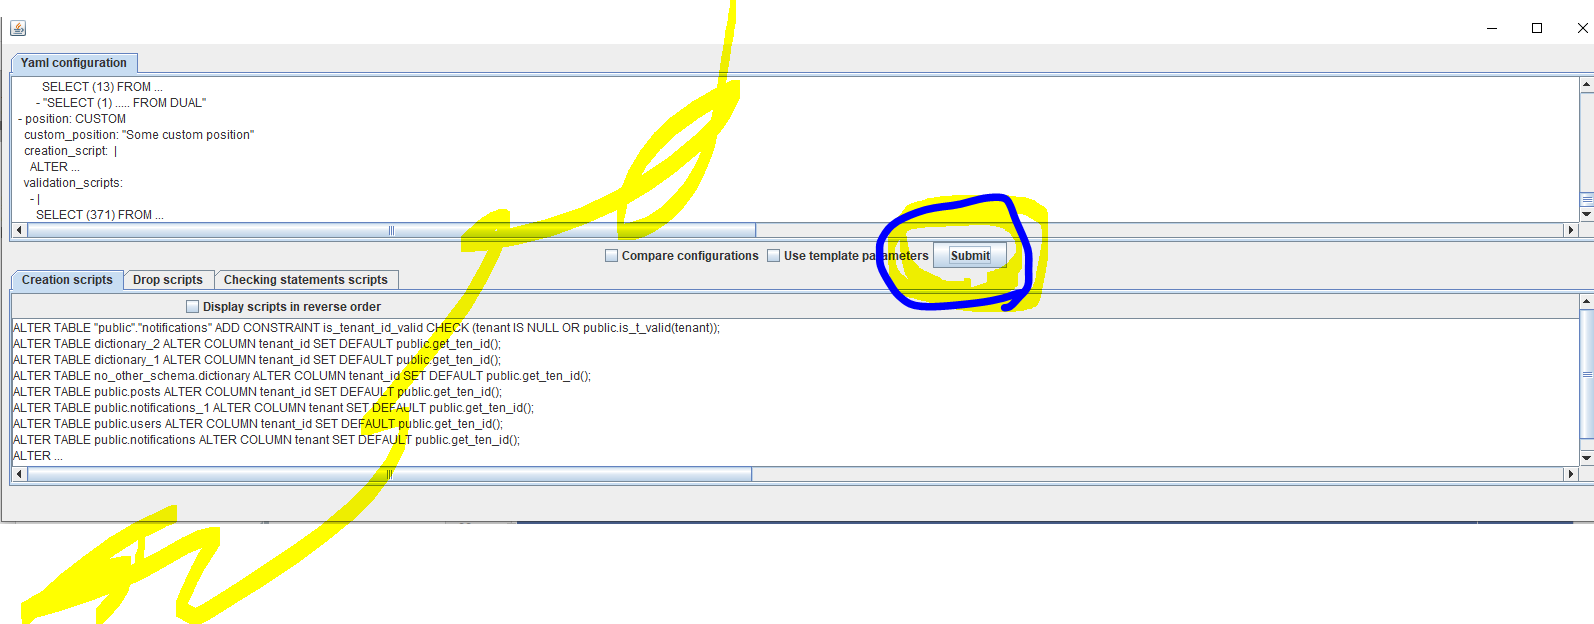 Yaml configuration
SELECT (13) FROM ...
- "SELECT (1) ..... FROM DUAL"
- position: CUSTOM
custom_position: "Some custom position"
creation_script: |
ALTER ...
validation_scripts:
- |
SELECT (371) FROM ...
Compare configurations Use template parameters Submit
Creation scripts Drop scripts Checking statements scripts
Display scripts in reverse order
ALTER TABLE "public"."notifications" ADD CONSTRAINT is_tenant_id_valid CHECK (tenant IS NULL OR public.is_t_valid(tenant));
ALTER TABLE dictionary_2 ALTER COLUMN tenant_id SET DEFAULT public.get_ten_id();
ALTER TABLE dictionary_1 ALTER COLUMN tenant_id SET DEFAULT public.get_ten_id();
ALTER TABLE no_other_schema.dictionary ALTER COLUMN tenant_id SET DEFAULT public.get_ten_id();
ALTER TABLE public.posts ALTER COLUMN tenant_id SET DEFAULT public.get_ten_id();
ALTER TABLE public.notifications_1 ALTER COLUMN tenant SET DEFAULT public.get_ten_id();
ALTER TABLE public.users ALTER COLUMN tenant_id SET DEFAULT public.get_ten_id();
ALTER TABLE public.notifications ALTER COLUMN tenant SET DEFAULT public.get_ten_id();
ALTER ...